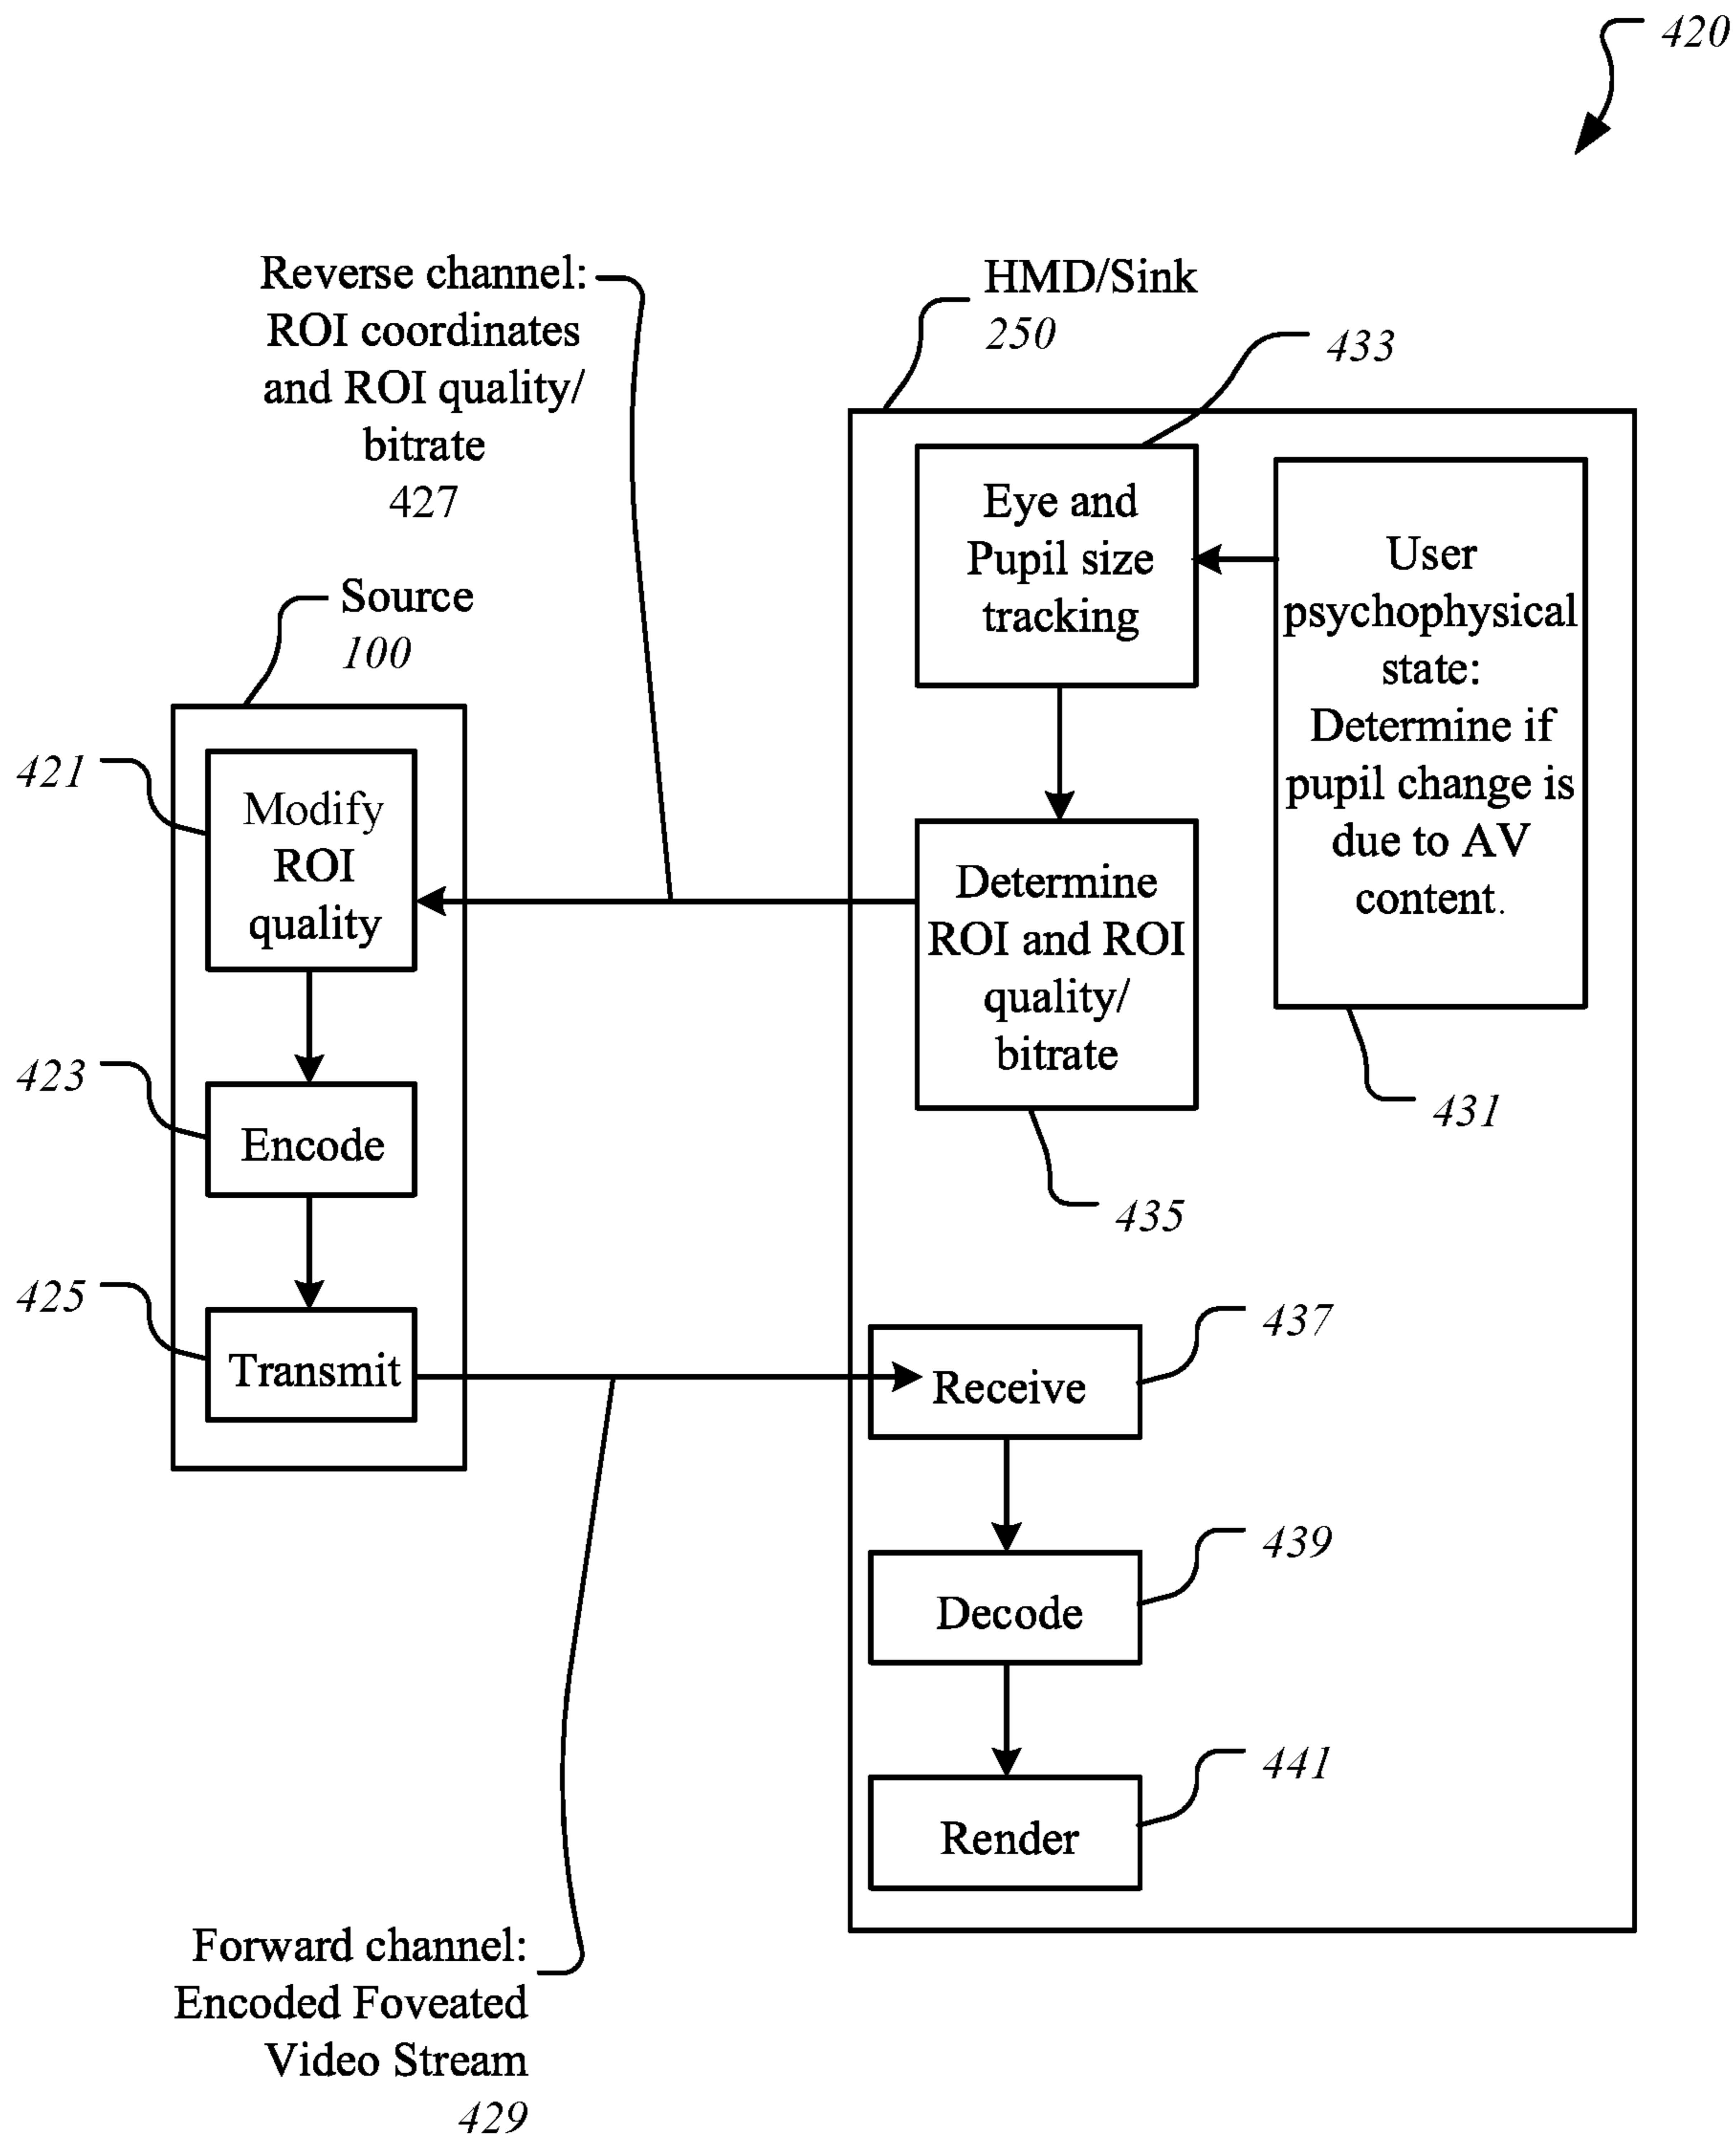 420
Reverse channel:
ROI coordinates
and ROI quality/
bitrate
427
HMD/Sink
250
433
Eye and
Pupil size
tracking
User
psychophysical
state:
Determine if
pupil change is
due to AV
content.
431
Source
100
421
Modify
ROI
quality
Determine
ROI and ROI
quality/
bitrate
435
423
Encode
425
Transmit
437
Receive
439
Decode
441
Render
Forward channel:
Encoded Foveated
Video Stream
429